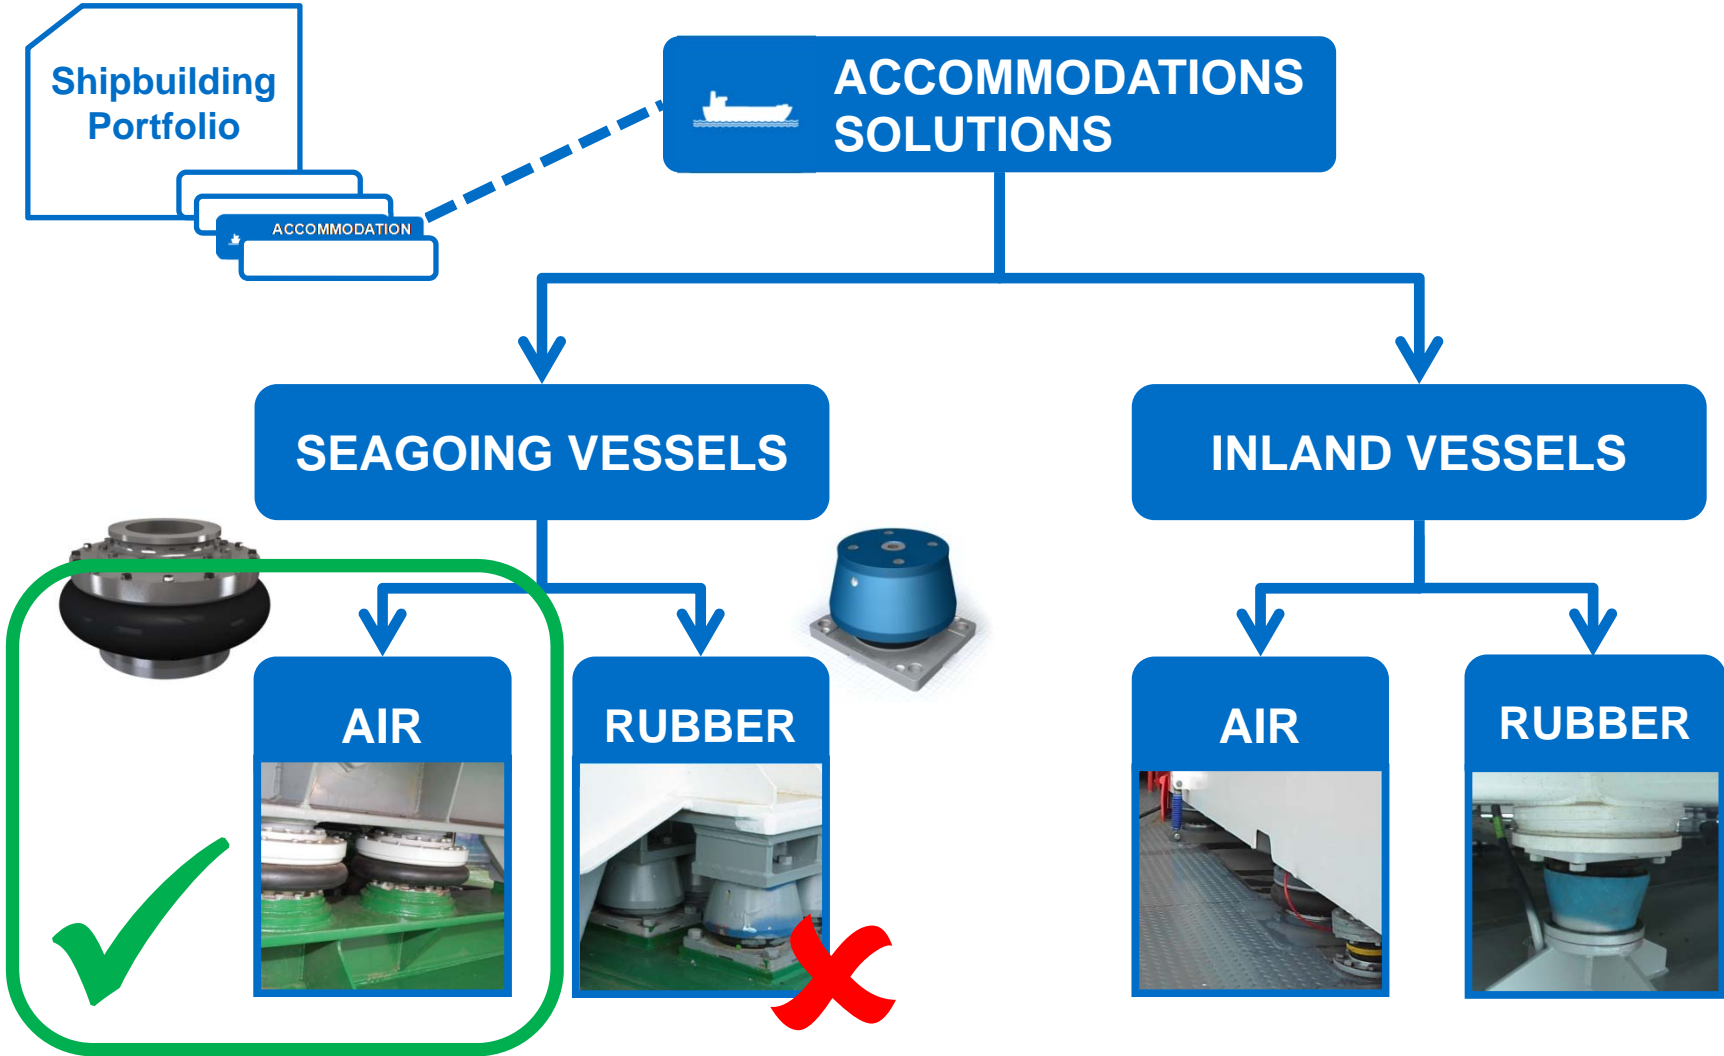 Shipbuilding
Portfolio
ACCOMMODATION
ACCOMMODATIONS
SOLUTIONS
SEAGOING VESSELS
INLAND VESSELS
AIR
RUBBER
AIR
RUBBER